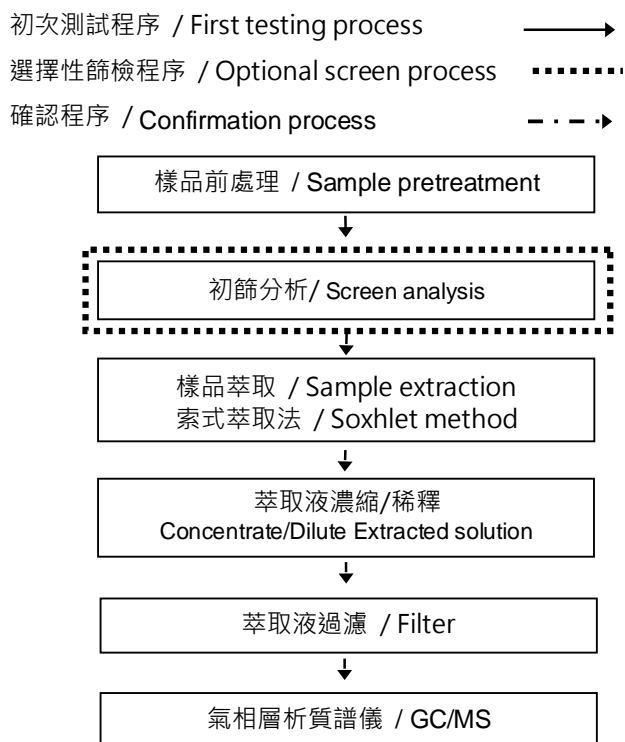 初次測試程序 / First testing process
選擇性篩檢程序 / Optional screen process
確認程序 / Confirmation process
樣品前處理 / Sample pretreatment
初篩分析/ Screen analysis
樣品萃取 / Sample extraction
索式萃取法 / Soxhlet method
萃取液濃縮/稀釋
Concentrate/Dilute Extracted solution
萃取液過濾 / Filter
氣相層析質譜儀 / GC/MS